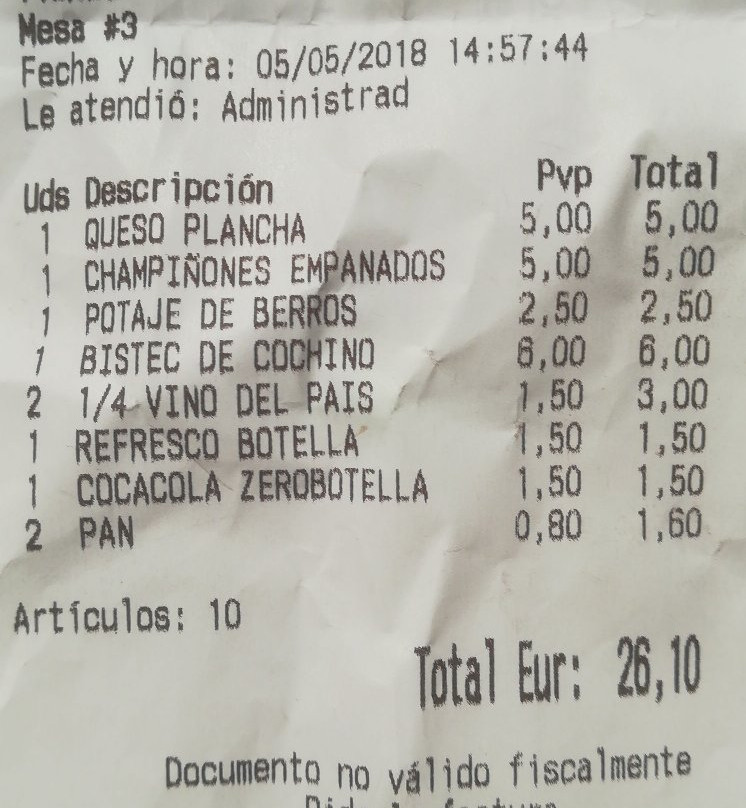 Mesa #3
Fecha y hora: 05/05/2018 14:57:44
Le atendió: Administrad
Uds Descripción Pvp Total
1 QUESO PLANCHA 5,00 5,00
1 CHAMPIÑONES EMPANADOS 5,00 5,00
1 POTAJE DE BERROS 2,50 2,50
1 BISTEC DE COCHINO 6,00 6,00
2 1/4 VINO DEL PAIS 1,50 3,00
1 REFRESCO BOTELLA 1,50 1,50
1 COCACOLA ZEROBOTELLA 1,50 1,50
2 PAN 0,80 1,60
Artículos: 10
Total Eur: 26,10
Documento no válido fiscalmente